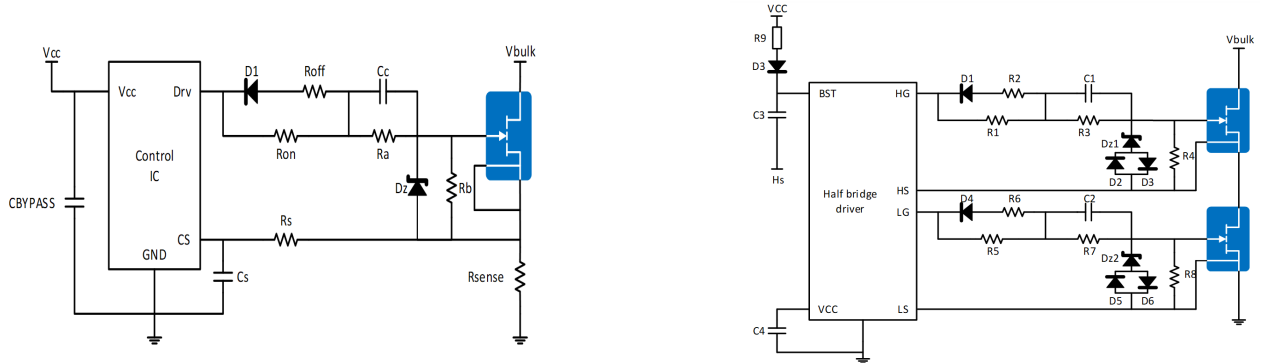 Vcc
Vbulk
D1
Roff
Cc
Vcc
Drv
Control
IC
Ron
Ra
Dz
Rb
CBYPASS
Rs
CS
GND
Cs
Rsense
VCC
R9
D3
C3
Hs
Vbulk
D1
R2
C1
BST
HG
R1
R3
Dz1
R4
D2
D3
HS
Half bridge
driver
LG
D4
R6
C2
R5
R7
Dz2
R8
D5
D6
VCC
LS
C4